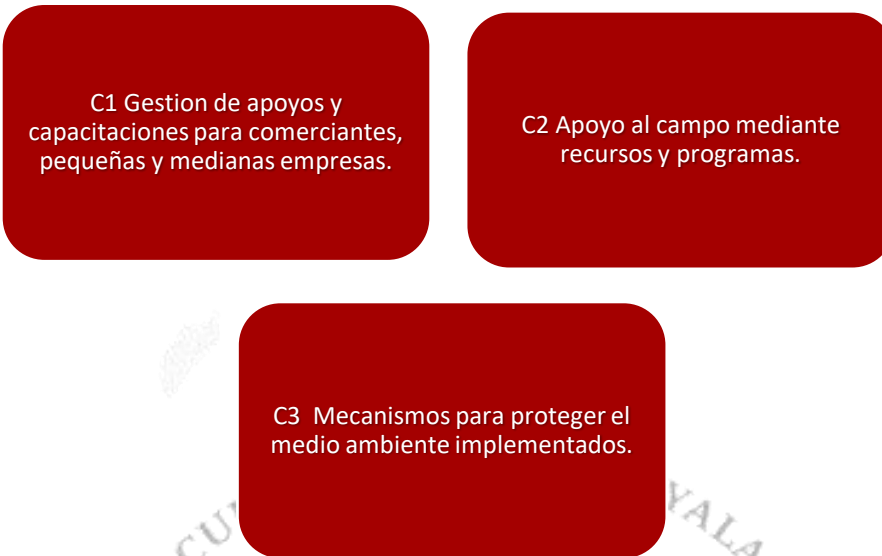 C1 Gestion de apoyos y
capacitaciones para comerciantes,
pequeñas y medianas empresas.
C2 Apoyo al campo mediante
recursos y programas.
C3  Mecanismos para proteger el
medio ambiente implementados.